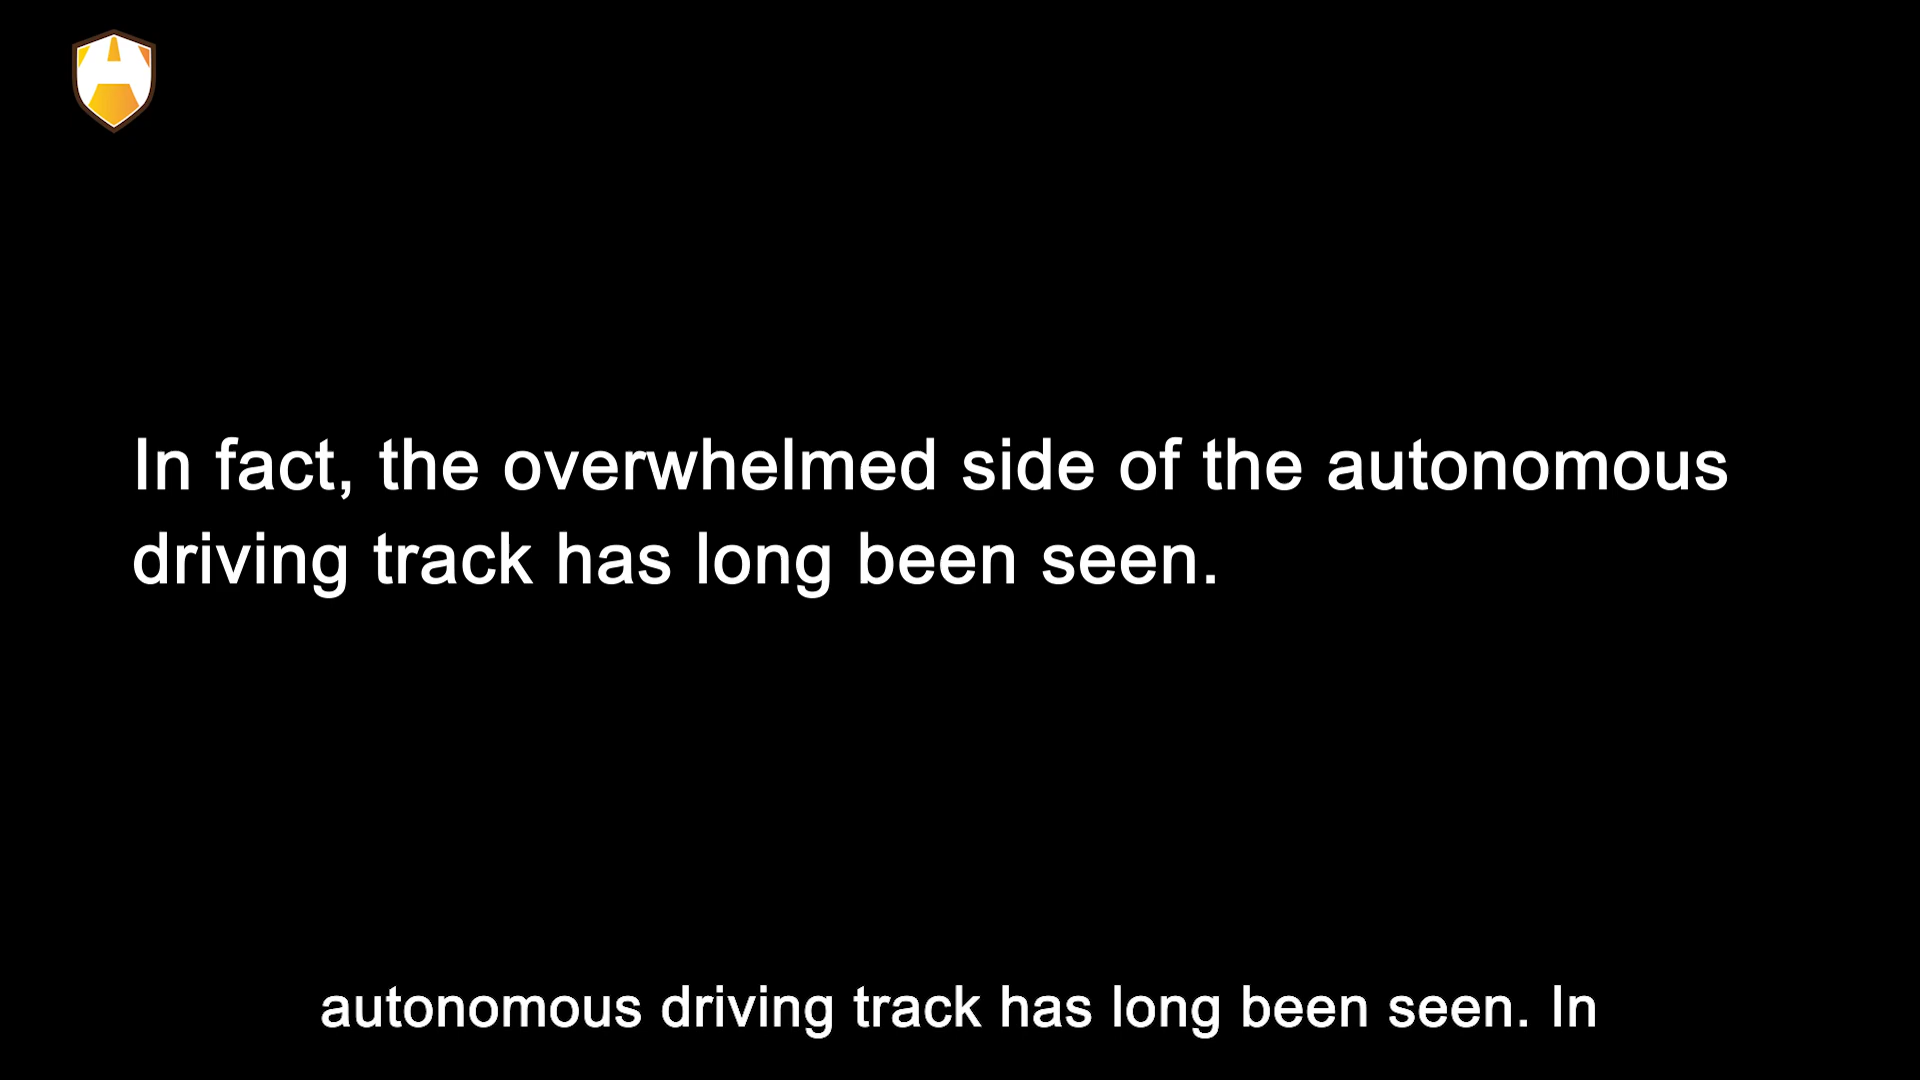 In fact, the overwhelmed side of the autonomous
driving track has long been seen.
autonomous driving track has long been seen. In